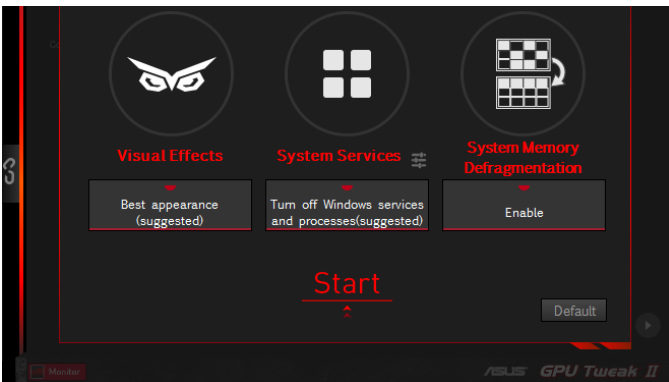 Visual Effects
System Services
System Memory
Defragmentation
Best appearance
(suggested)
Turn off Windows services
and processes(suggested)
Enable
Start
Default
Monitor
ASUS GPU Tweak II